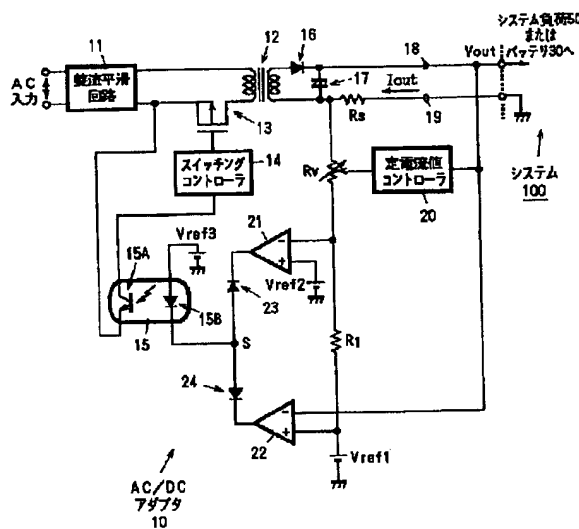 システム負荷50
または
バッテリ30へ
Vout
11
12
16
18
17
Iout
AC
入力
整流平滑
回路
Rs
19
13
14
スイッチング
コントローラ
Rv
定電流値
コントローラ
20
システム
100
21
Vref3
15A
Vref2
23
15B
15
S
R1
24
22
Vref1
AC/DC
アダプタ
10